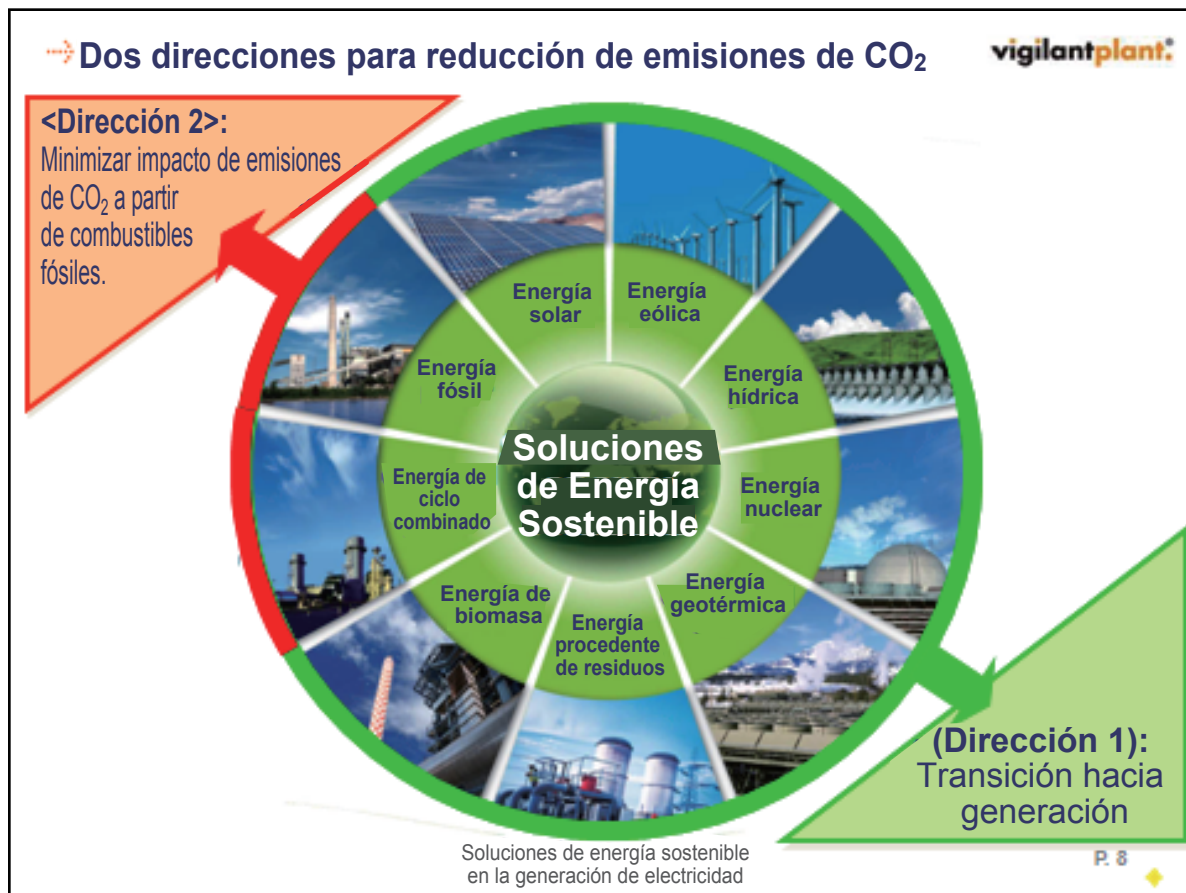 Dos direcciones para reducción de emisiones de CO₂
vigilantplant.
<Dirección 2>:
Minimizar impacto de emisiones
de CO₂ a partir
de combustibles
fósiles.
Energía
solar
Energía
eólica
Energía
fósil
Energía
hídrica
Soluciones
de Energía
Sostenible
Energía de
ciclo
combinado
Energía
nuclear
Energía de
biomasa
Energía
procedente
de residuos
Energía
geotérmica
(Dirección 1):
Transición hacia
generación
Soluciones de energía sostenible
en la generación de electricidad
P. 8